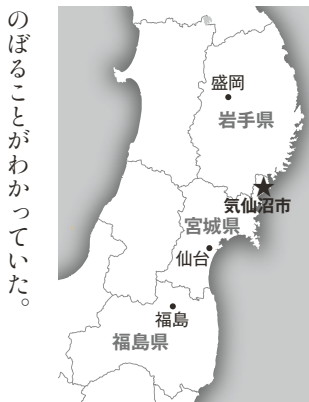 のぼることがわかっていた。
盛岡
岩手県
気仙沼市
宮城県
仙台
福島
福島県